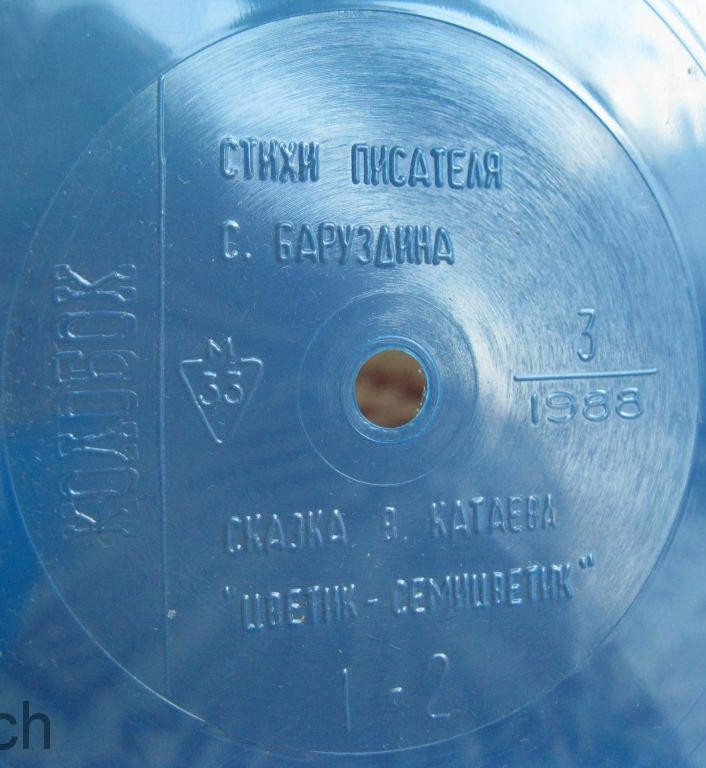 КОЛОБОК
СТИХИ ПИСАТЕЛЯ
С. БАРУЗДИНА
М
33
3
1988
СКАЗКА В. КАТАЕВА
"ЦВЕТИК - СЕМИЦВЕТИК"
1 - 2
ch